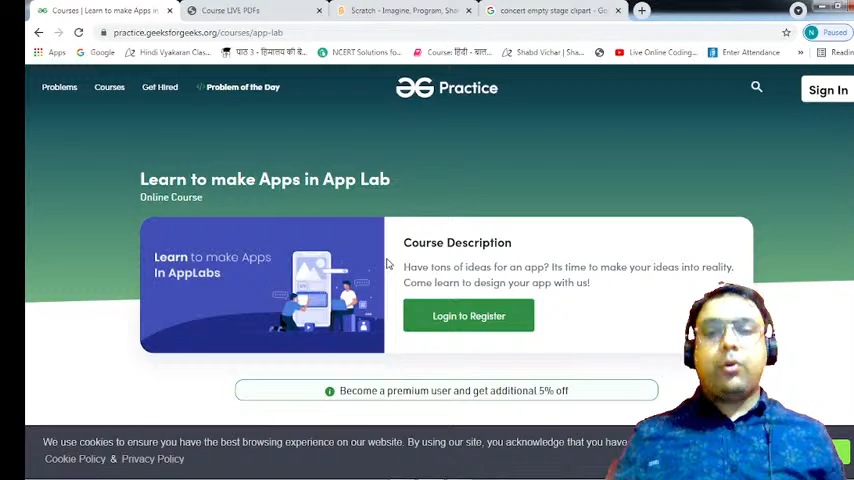 Courses | Learn to make Apps in
Course LIVE PDFs
Scratch - Imagine, Program, Sha
concert empty stage clipart - Go
practice.geeksforgeeks.org/courses/app-lab
N Paused
Apps
Google
Hindi Vyakaran Clas...
पाठ 3 - हिमालय की बे...
NCERT Solutions fo...
Course: हिंदी - बाल...
Shabd Vichar | Sha...
Live Online Coding...
Enter Attendance
»
Readin
Problems
Courses
Get Hired
Problem of the Day
Practice
Sign In
Learn to make Apps in App Lab
Online Course
Learn to make Apps
In AppLabs
Course Description
Have tons of ideas for an app? Its time to make your ideas into reality.
Come learn to design your app with us!
Login to Register
Become a premium user and get additional 5% off
We use cookies to ensure you have the best browsing experience on our website. By using our site, you acknowledge that you have
Cookie Policy & Privacy Policy